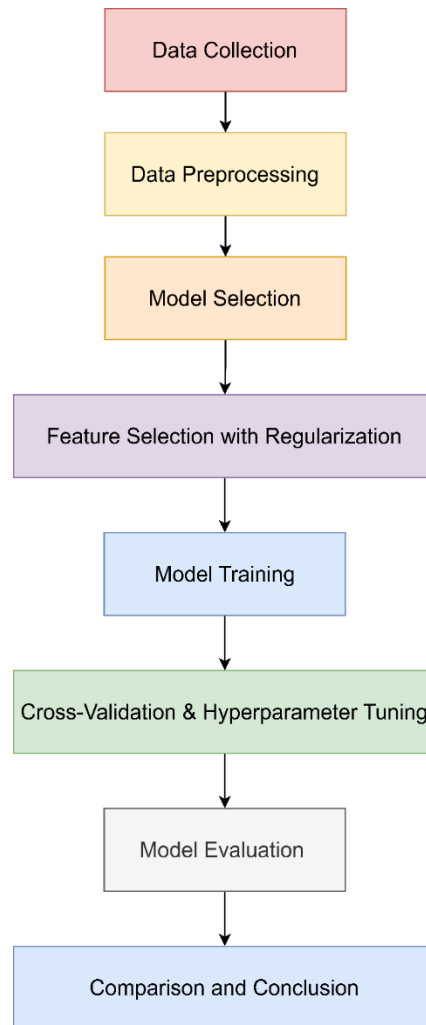 Data Collection
Data Preprocessing
Model Selection
Feature Selection with Regularization
Model Training
Cross-Validation & Hyperparameter Tuning
Model Evaluation
Comparison and Conclusion